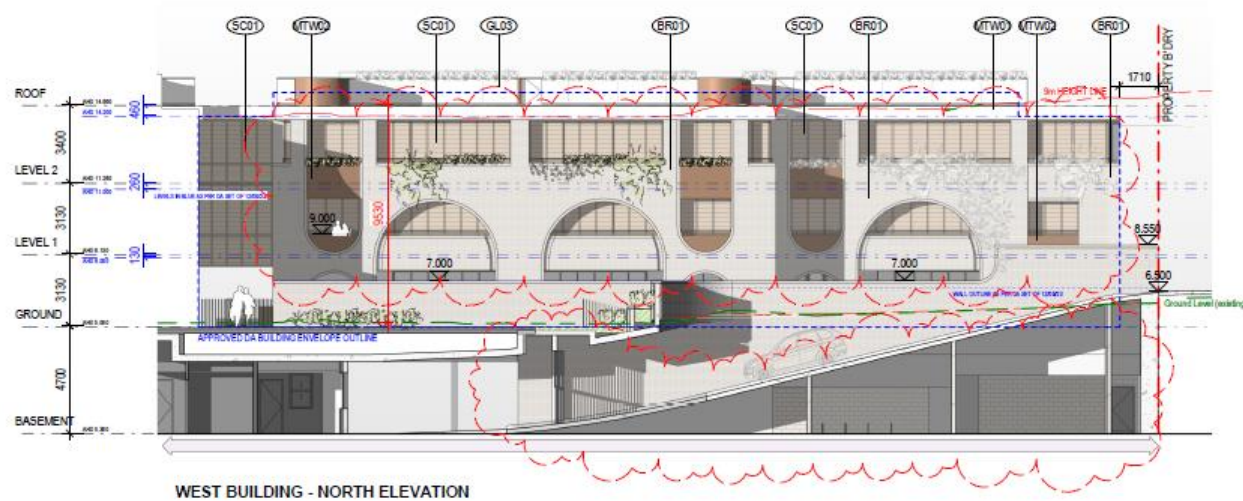 SC01 MTW02 SC01 GL03 BR01 SC01 BR01 MTW01 MTW02 BR01
1710
PROPERTY B'DRY
9m HEIGHT LINE
ROOF
460
3400
LEVEL 2
260
3130
9530
9.000
LEVEL 1
130
8.550
7.000
7.000
6.500
3130
Ground Level (existing)
GROUND
APPROVED DA BUILDING ENVELOPE OUTLINE
4700
BASEMENT
WEST BUILDING - NORTH ELEVATION